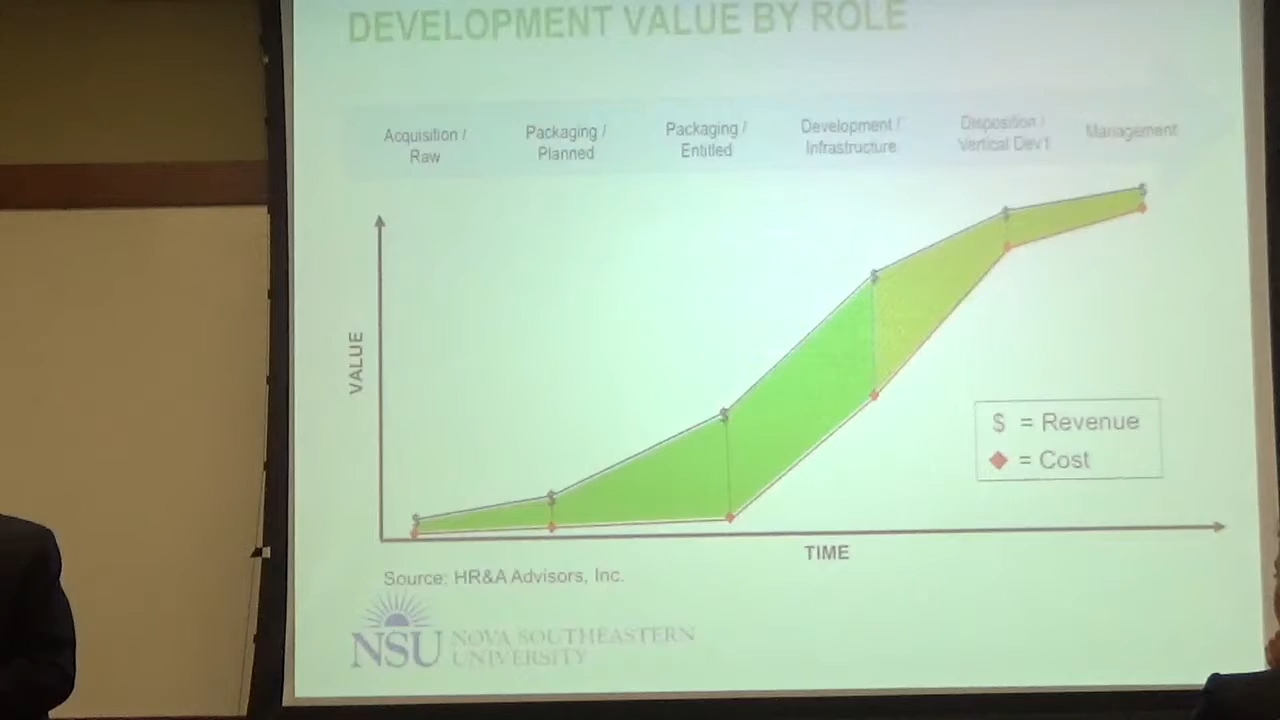 DEVELOPMENT VALUE BY ROLE
Acquisition /
Raw
Packaging /
Planned
Packaging /
Entitled
Development /
Infrastructure
Disposition /
Vertical Dev't
Management
VALUE
$ = Revenue
= Cost
TIME
Source: HR&A Advisors, Inc.
NSU NOVA SOUTHEASTERN
UNIVERSITY